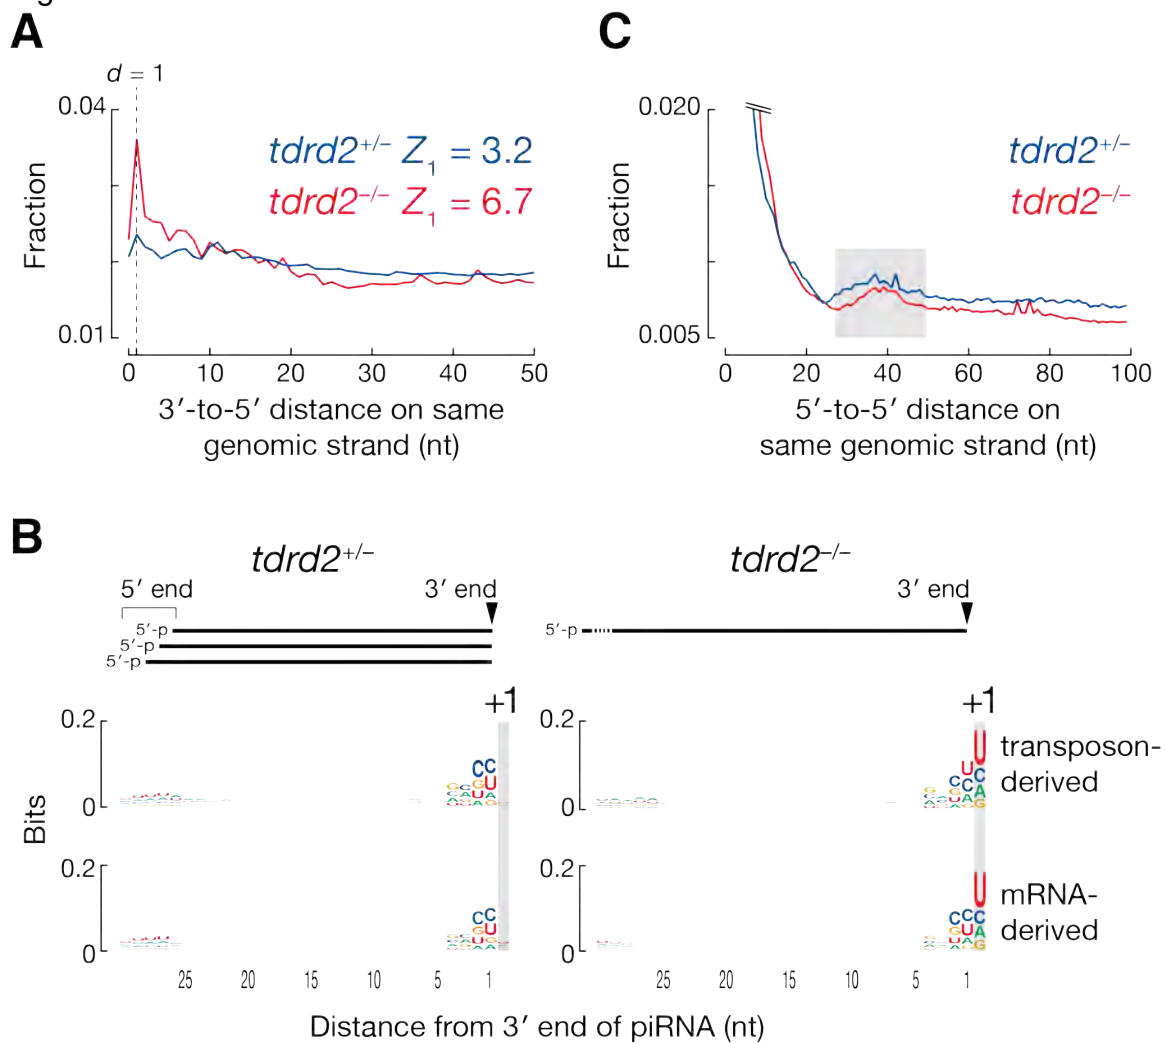 A
d = 1
0.04
0.01
Fraction
tdrd2+/– Z1 = 3.2
tdrd2–/– Z1 = 6.7
0 10 20 30 40 50
3′-to-5′ distance on same
genomic strand (nt)
C
0.020
0.005
Fraction
tdrd2+/–
tdrd2–/–
0 20 40 60 80 100
5′-to-5′ distance on
same genomic strand (nt)
B
tdrd2+/–
5′ end
3′ end
5′-p
5′-p
5′-p
tdrd2–/–
3′ end
5′-p
+1
+1
Bits
0.2
0
0.2
0
transposon-
derived
0.2
0
0.2
0
mRNA-
derived
25 20 15 10 5 1
25 20 15 10 5 1
Distance from 3′ end of piRNA (nt)